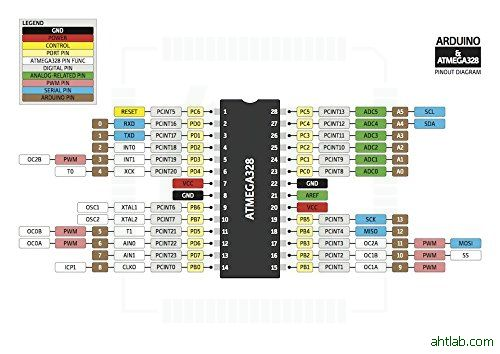 LEGEND
GND
POWER
CONTROL
PORT PIN
ATMEGA328 PIN FUNC
DIGITAL PIN
ANALOG-RELATED PIN
PWM PIN
SERIAL PIN
ARDUINO PIN
ARDUINO
&
ATMEGA328
PINOUT DIAGRAM
ATMEGA328
RESET PCINT5 PC6 1
0 RXD PCINT16 PD0 2
1 TXD PCINT17 PD1 3
2 INT0 PCINT18 PD2 4
OC2B PWM 3 INT1 PCINT19 PD3 5
T0 4 XCK PCINT20 PD4 6
VCC 7
GND 8
OSC1 XTAL1 PCINT6 PB6 9
OSC2 XTAL2 PCINT7 PB7 10
OC0B PWM 5 T1 PCINT21 PD5 11
OC0A PWM 6 AIN0 PCINT22 PD6 12
7 AIN1 PCINT23 PD7 13
ICP1 8 CLKO PCINT0 PB0 14
28 PC5 PCINT13 ADC5 A5 SCL
27 PC4 PCINT12 ADC4 A4 SDA
26 PC3 PCINT11 ADC3 A3
25 PC2 PCINT10 ADC2 A2
24 PC1 PCINT9 ADC1 A1
23 PC0 PCINT8 ADC0 A0
22 GND
21 AREF
20 VCC
19 PB5 PCINT5 SCK 13
18 PB4 PCINT4 MISO 12
17 PB3 PCINT3 OC2A 11 PWM MOSI
16 PB2 PCINT2 OC1B 10 PWM SS
15 PB1 PCINT1 OC1A 9 PWM
ahtlab.com